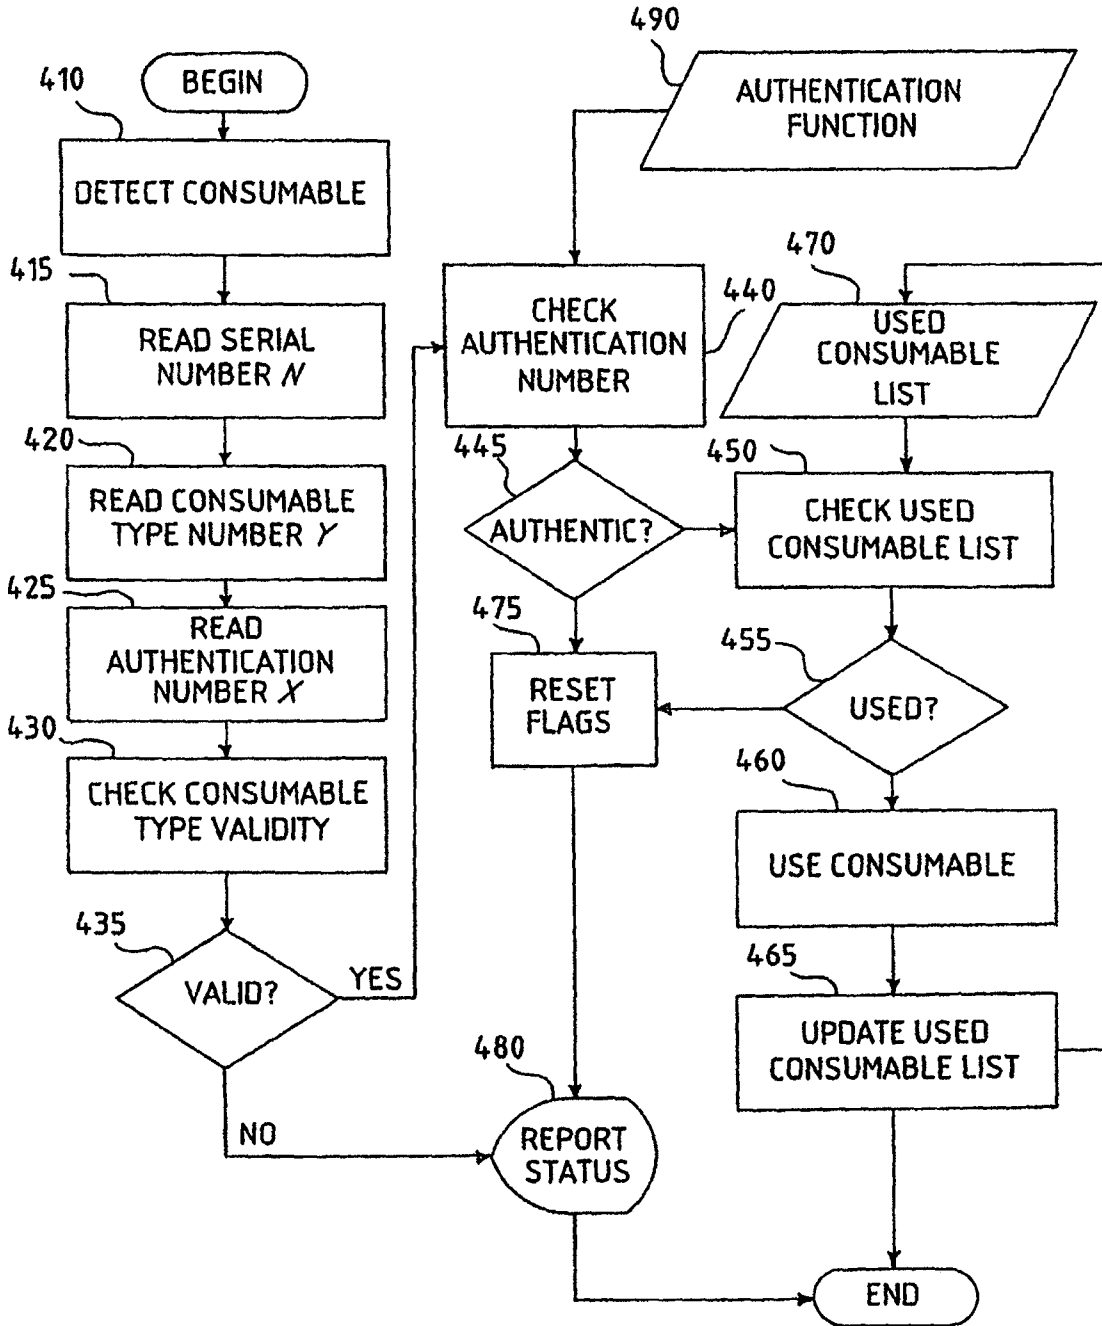 BEGIN
410
DETECT CONSUMABLE
415
READ SERIAL
NUMBER N
420
READ CONSUMABLE
TYPE NUMBER Y
425
READ
AUTHENTICATION
NUMBER X
430
CHECK CONSUMABLE
TYPE VALIDITY
435
VALID?
YES
NO
490
AUTHENTICATION
FUNCTION
440
CHECK
AUTHENTICATION
NUMBER
445
AUTHENTIC?
475
RESET
FLAGS
480
REPORT
STATUS
470
USED
CONSUMABLE
LIST
450
CHECK USED
CONSUMABLE LIST
455
USED?
460
USE CONSUMABLE
465
UPDATE USED
CONSUMABLE LIST
END